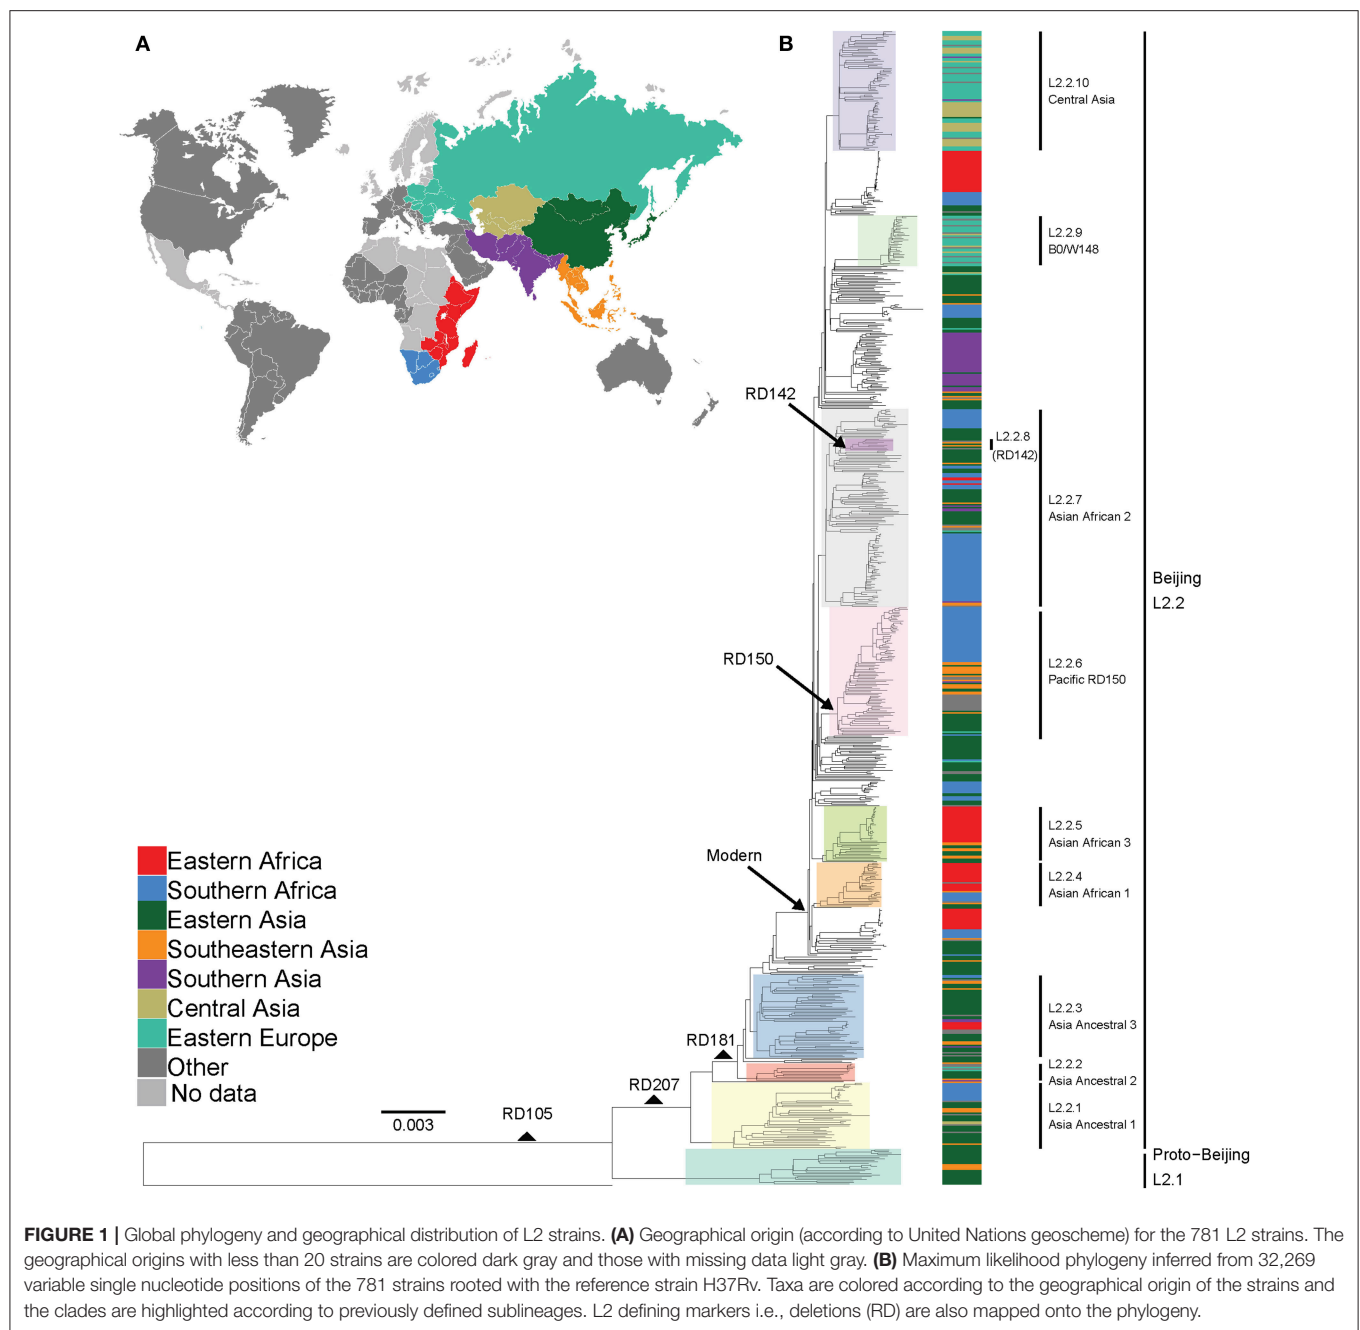 A
B
L2.2.10
Central Asia
L2.2.9
B0/W148
RD142
L2.2.8
(RD142)
L2.2.7
Asian African 2
Beijing
L2.2
RD150
L2.2.6
Pacific RD150
L2.2.5
Asian African 3
Modern
L2.2.4
Asian African 1
Eastern Africa
Southern Africa
Eastern Asia
Southeastern Asia
Southern Asia
Central Asia
Eastern Europe
Other
No data
L2.2.3
Asia Ancestral 3
RD181
L2.2.2
Asia Ancestral 2
RD207
L2.2.1
Asia Ancestral 1
RD105
0.003
Proto−Beijing
L2.1
FIGURE 1 | Global phylogeny and geographical distribution of L2 strains. (A) Geographical origin (according to United Nations geoscheme) for the 781 L2 strains. The
geographical origins with less than 20 strains are colored dark gray and those with missing data light gray. (B) Maximum likelihood phylogeny inferred from 32,269
variable single nucleotide positions of the 781 strains rooted with the reference strain H37Rv. Taxa are colored according to the geographical origin of the strains and
the clades are highlighted according to previously defined sublineages. L2 defining markers i.e., deletions (RD) are also mapped onto the phylogeny.